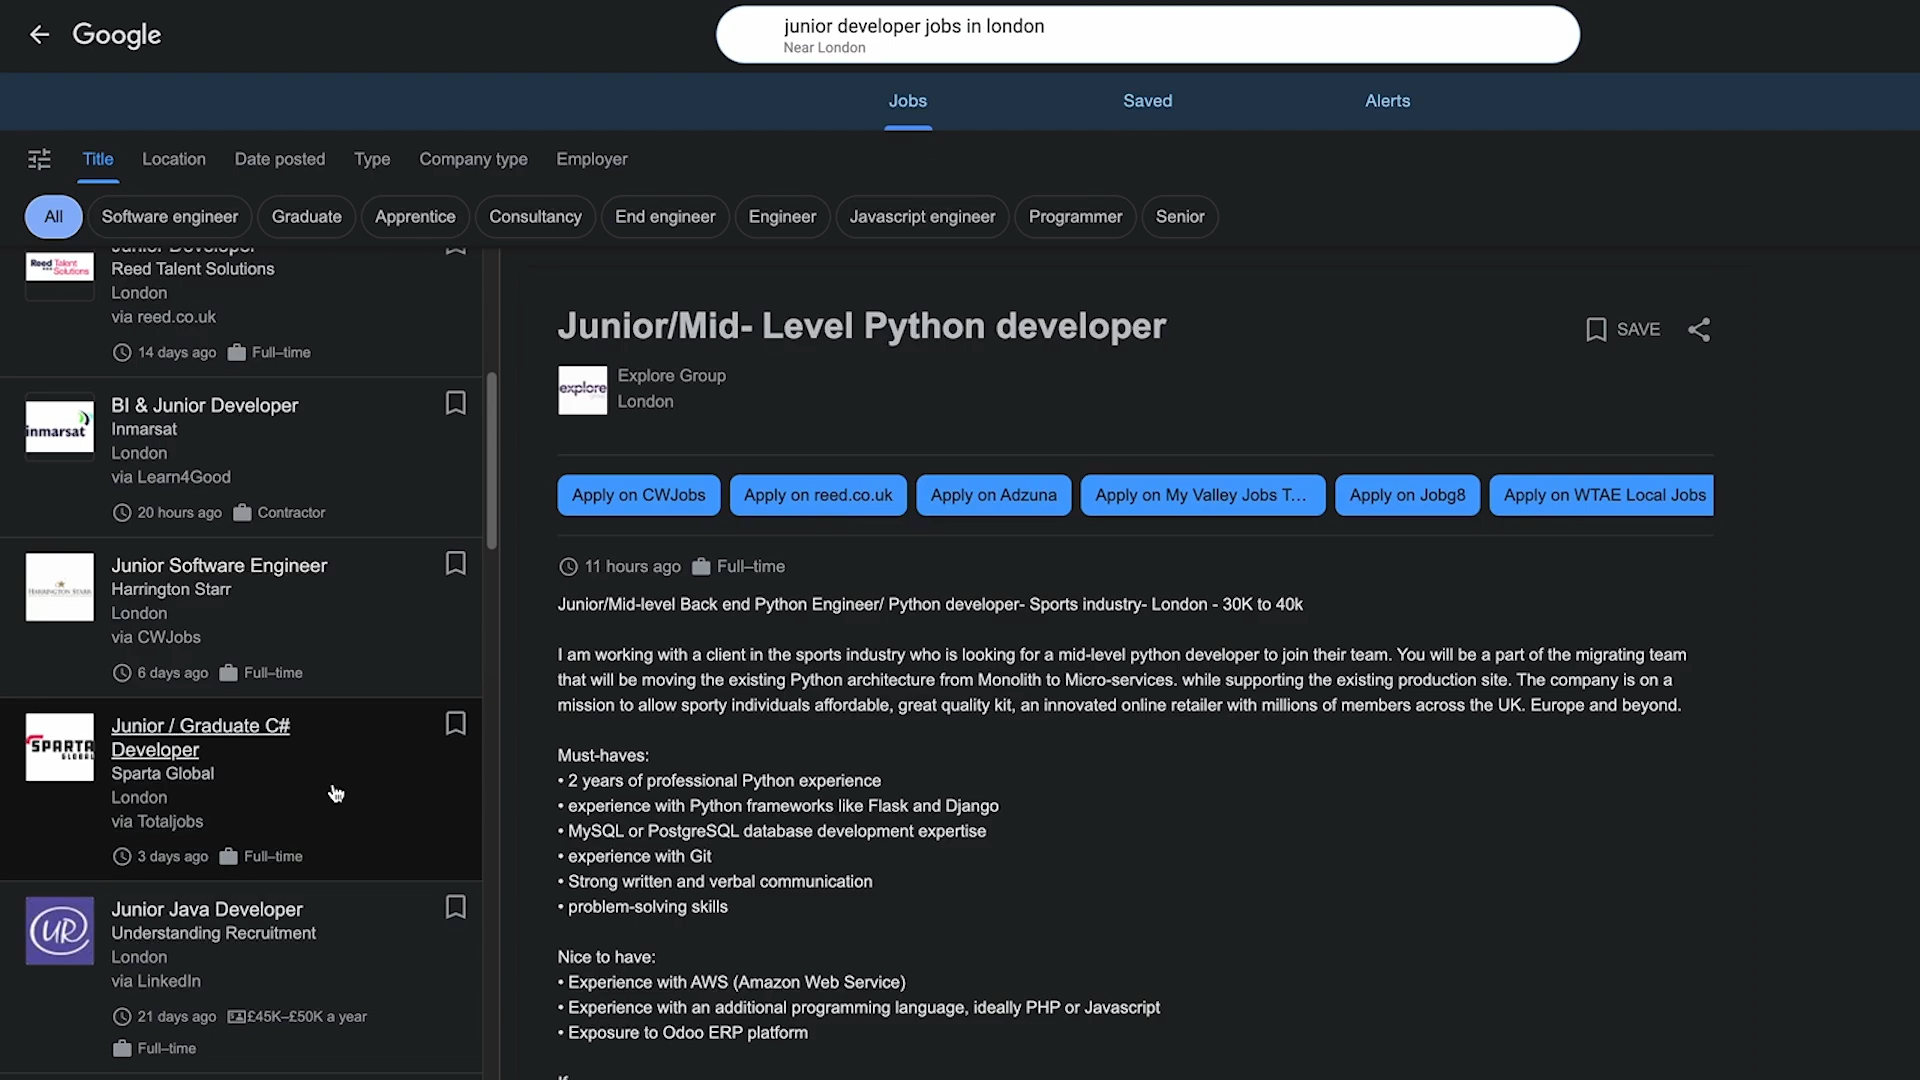 Google
junior developer jobs in london
Near London
Jobs
Saved
Alerts
Title
Location
Date posted
Type
Company type
Employer
All
Software engineer
Graduate
Apprentice
Consultancy
End engineer
Engineer
Javascript engineer
Programmer
Senior
Junior Developer
Reed Talent Solutions
Reed Talent Solutions
London
via reed.co.uk
14 days ago
Full–time
inmarsat
BI & Junior Developer
Inmarsat
London
via Learn4Good
20 hours ago
Contractor
HARRINGTON STARR
Junior Software Engineer
Harrington Starr
London
via CWJobs
6 days ago
Full–time
SPARTA GLOBAL
Junior / Graduate C#
Developer
Sparta Global
London
via Totaljobs
3 days ago
Full–time
UR
Junior Java Developer
Understanding Recruitment
London
via LinkedIn
21 days ago
£45K–£50K a year
Full–time
Junior/Mid- Level Python developer
SAVE
explore
Explore Group
London
Apply on CWJobs
Apply on reed.co.uk
Apply on Adzuna
Apply on My Valley Jobs T...
Apply on Jobg8
Apply on WTAE Local Jobs
11 hours ago
Full–time
Junior/Mid-level Back end Python Engineer/ Python developer- Sports industry- London - 30K to 40k
I am working with a client in the sports industry who is looking for a mid-level python developer to join their team. You will be a part of the migrating team
that will be moving the existing Python architecture from Monolith to Micro-services. while supporting the existing production site. The company is on a
mission to allow sporty individuals affordable, great quality kit, an innovated online retailer with millions of members across the UK. Europe and beyond.
Must-haves:
• 2 years of professional Python experience
• experience with Python frameworks like Flask and Django
• MySQL or PostgreSQL database development expertise
• experience with Git
• Strong written and verbal communication
• problem-solving skills
Nice to have:
• Experience with AWS (Amazon Web Service)
• Experience with an additional programming language, ideally PHP or Javascript
• Exposure to Odoo ERP platform